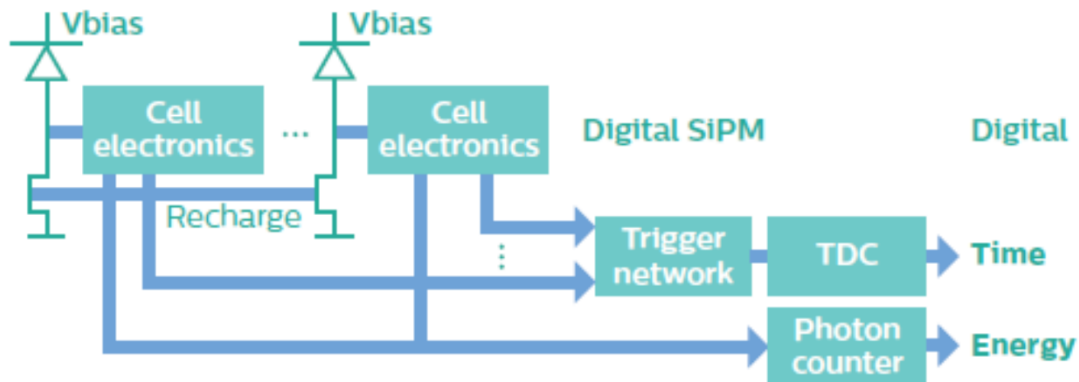 Vbias
Vbias
Cell
electronics
...
Cell
electronics
Digital SiPM
Digital
Recharge
Trigger
network
TDC
Time
Photon
counter
Energy